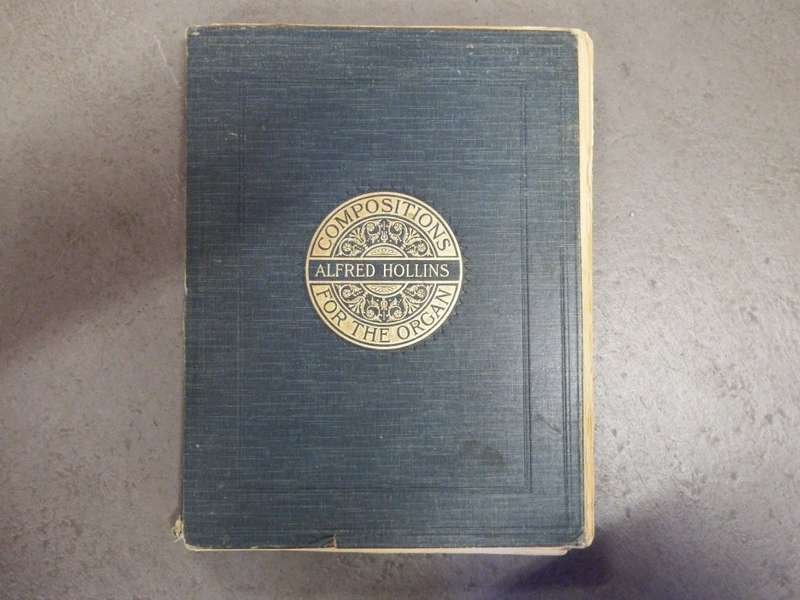 COMPOSITIONS
ALFRED HOLLINS
FOR THE ORGAN